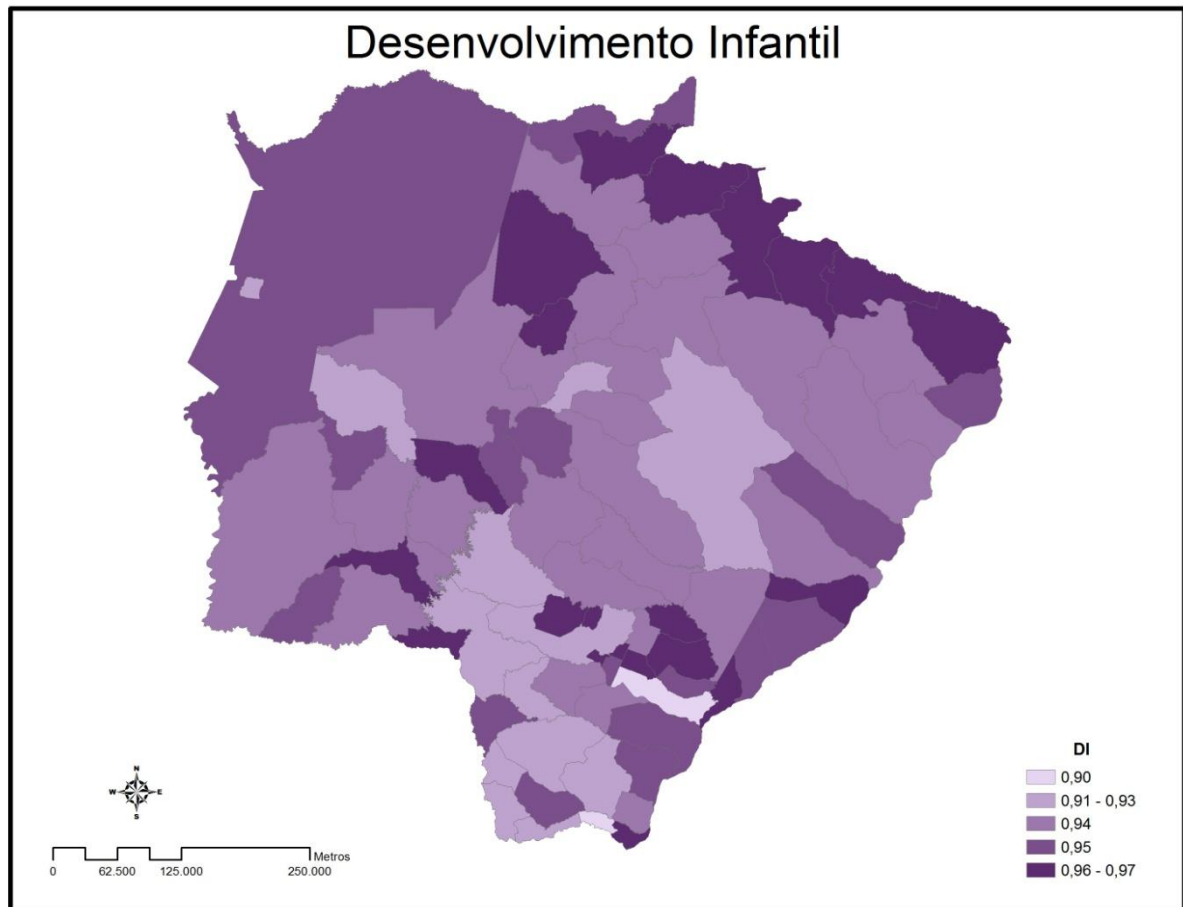 Desenvolvimento Infantil
N
W E
S
Metros
0 62.500 125.000 250.000
DI
0,90
0,91 - 0,93
0,94
0,95
0,96 - 0,97